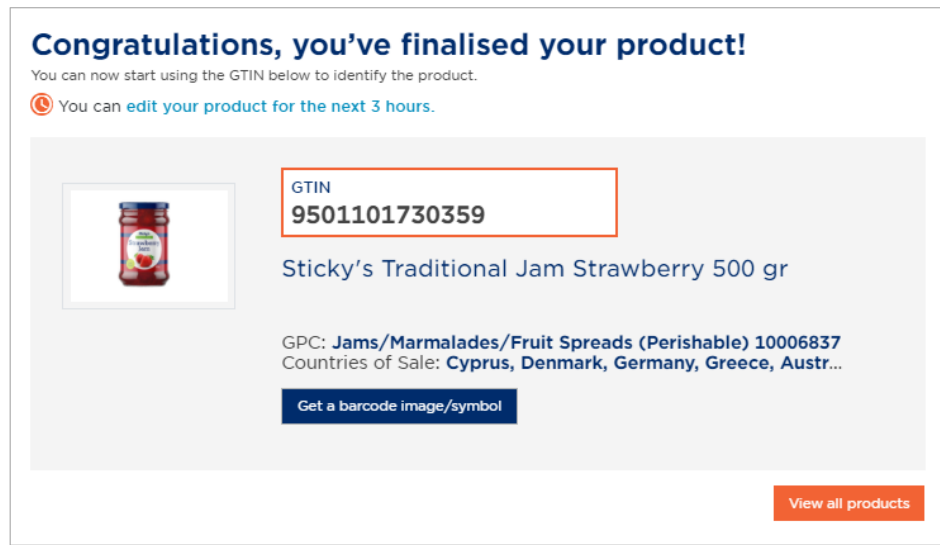 Congratulations, you've finalised your product!
You can now start using the GTIN below to identify the product.
You can edit your product for the next 3 hours.
GTIN
9501101730359
Strawberry
Jam
Sticky's Traditional Jam Strawberry 500 gr
GPC: Jams/Marmalades/Fruit Spreads (Perishable) 10006837
Countries of Sale: Cyprus, Denmark, Germany, Greece, Austr...
Get a barcode image/symbol
View all products